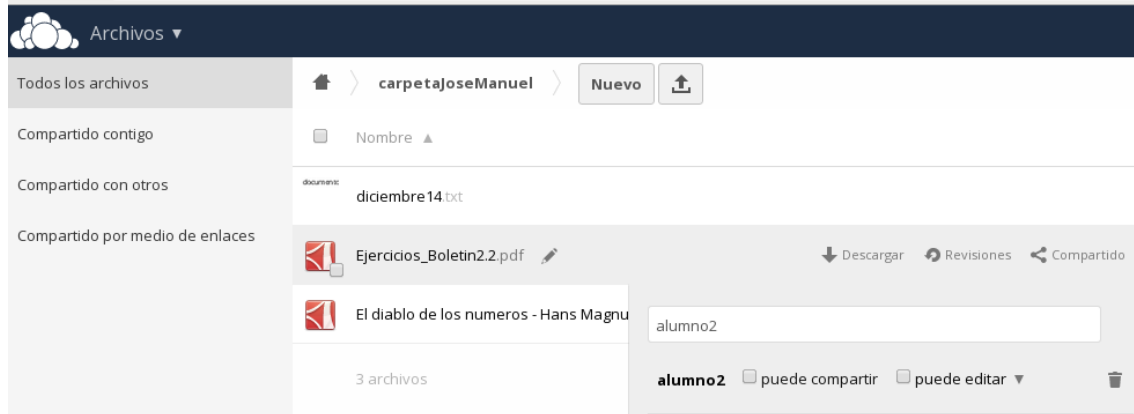 Archivos ▾
Todos los archivos
carpetaJoseManuel
Nuevo
Compartido contigo
Nombre ▲
Compartido con otros
documento
diciembre14.txt
Compartido por medio de enlaces
Ejercicios_Boletin2.2.pdf
Descargar
Revisiones
Compartido
El diablo de los numeros - Hans Magnu
alumno2
3 archivos
alumno2 puede compartir puede editar ▾